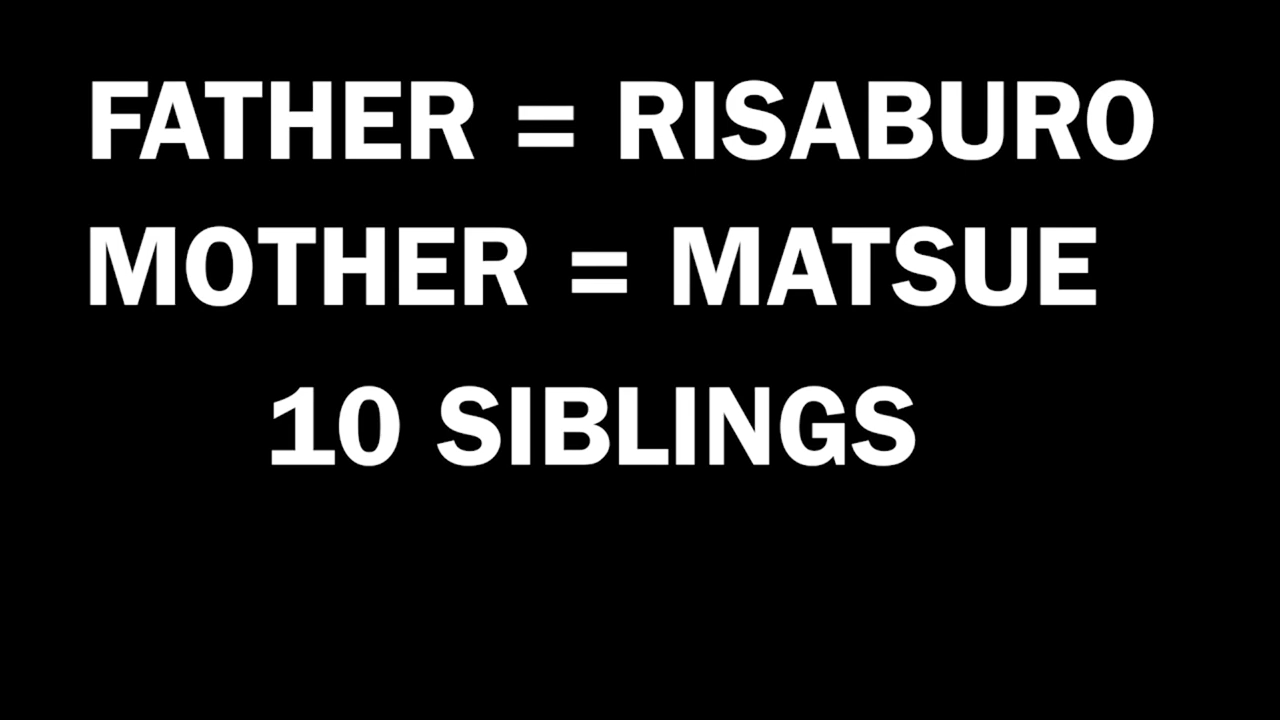 FATHER = RISABURO
MOTHER = MATSUE
10 SIBLINGS